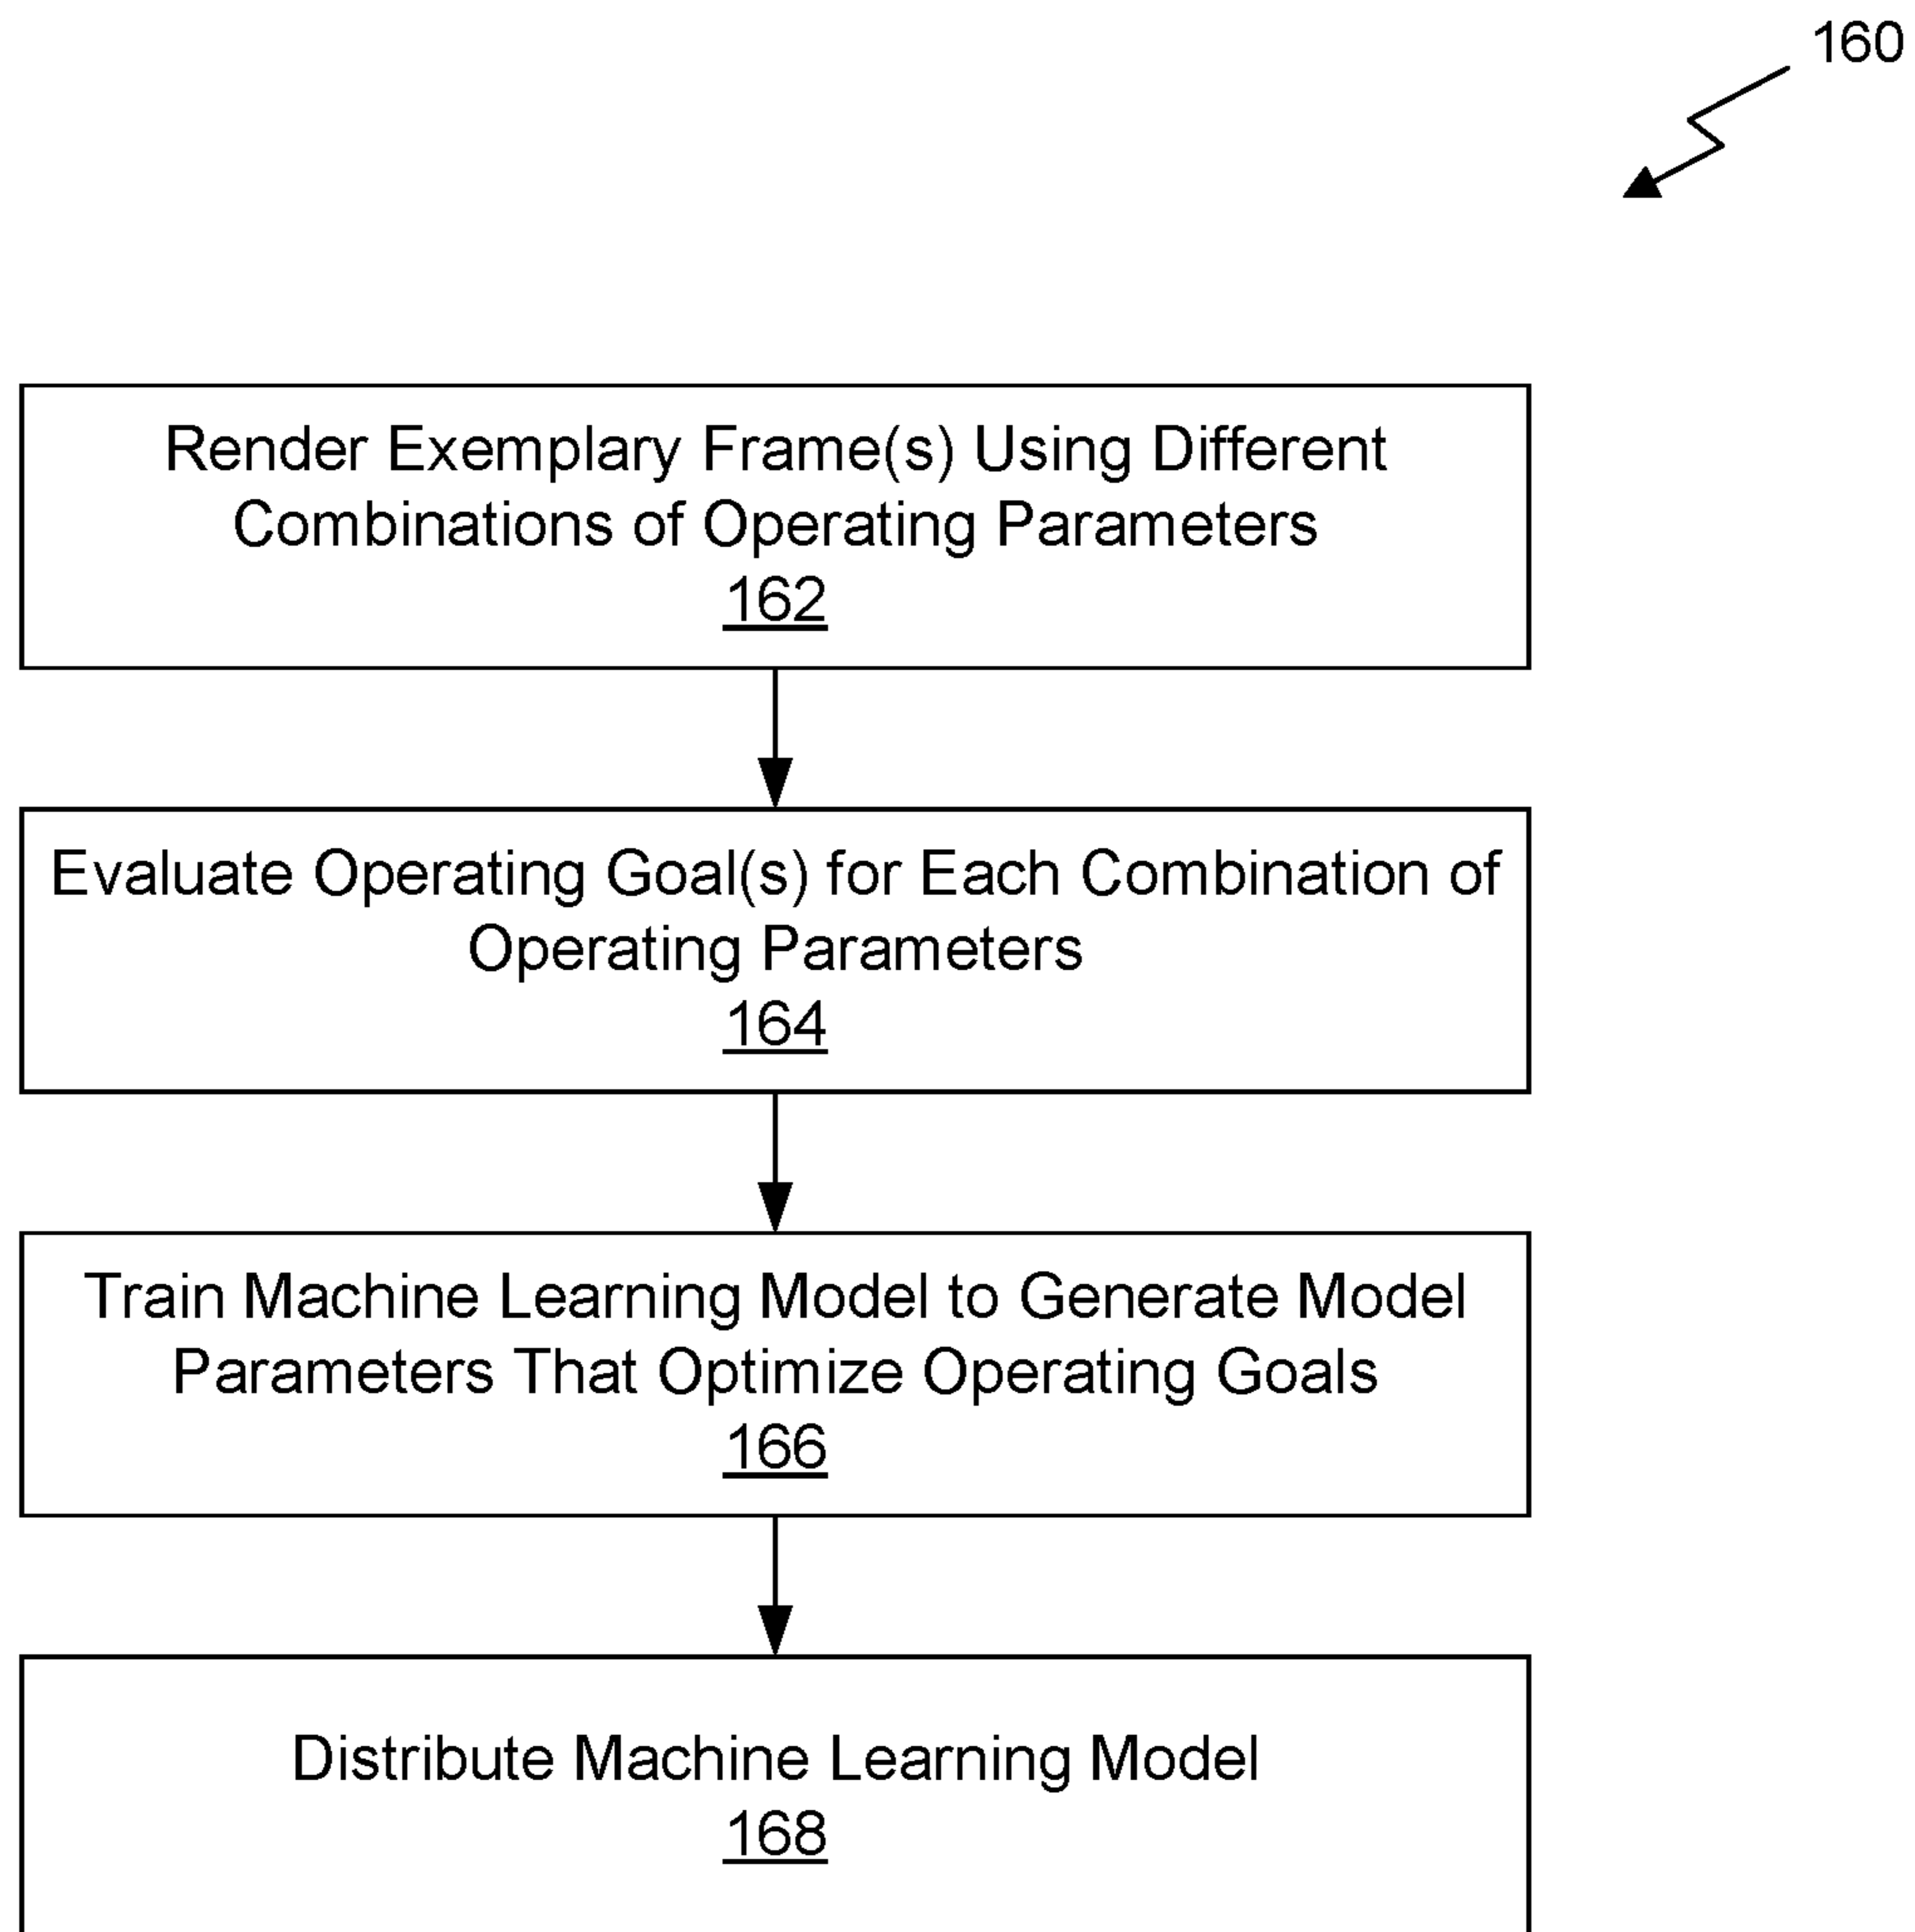 160
Render Exemplary Frame(s) Using Different
Combinations of Operating Parameters
162
Evaluate Operating Goal(s) for Each Combination of
Operating Parameters
164
Train Machine Learning Model to Generate Model
Parameters That Optimize Operating Goals
166
Distribute Machine Learning Model
168